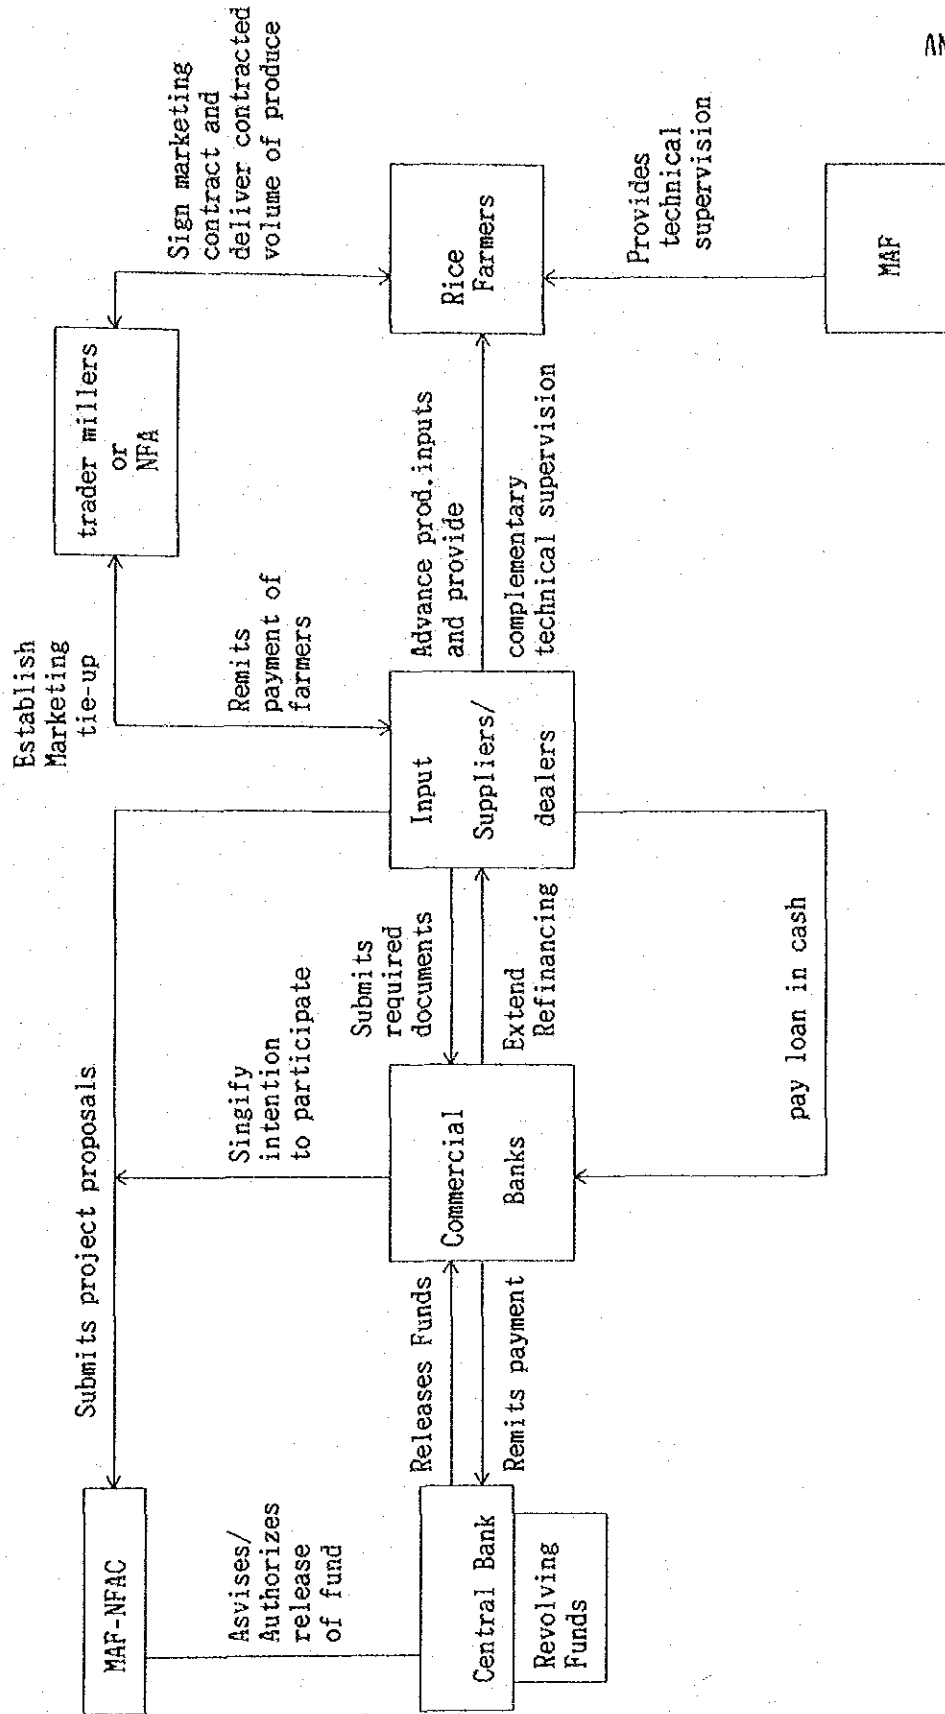 Establish
Marketing
tie-up
Submits project proposals
MAF-NFAC
trader millers
or
NFA
Sign marketing
contract and
deliver contracted
volume of produce
Asvises/
Authorizes
release
of fund
Singify
intention
to participate
Remits
payment of
farmers
Central Bank
Revolving
Funds
Releases Funds
Remits payment
Commercial
Banks
Submits
required
documents
Extend
Refinancing
Input
Suppliers/
dealers
Advance prod.inputs
and provide
complementary
technical supervision
Rice
Farmers
Provides
technical
supervision
MAF
pay loan in cash